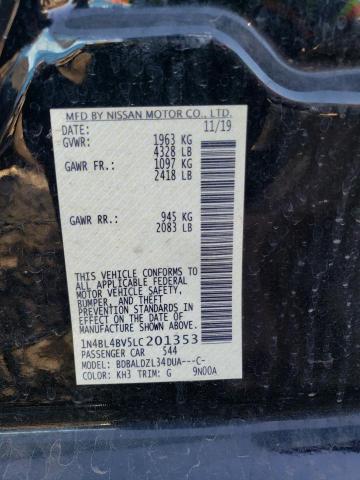 MFD BY NISSAN MOTOR CO., LTD.
DATE: 11/19
GVWR: 1963 KG
4328 LB
GAWR FR.: 1097 KG
2418 LB
GAWR RR.: 945 KG
2083 LB
THIS VEHICLE CONFORMS TO
ALL APPLICABLE FEDERAL
MOTOR VEHICLE SAFETY,
BUMPER, AND THEFT
PREVENTION STANDARDS IN
EFFECT ON THE DATE OF
MANUFACTURE SHOWN ABOVE.
1N4BL4BV5LC201353
PASSENGER CAR 544
MODEL: BDBALDZL34DUA---C-
COLOR: KH3 TRIM: G 9N00A